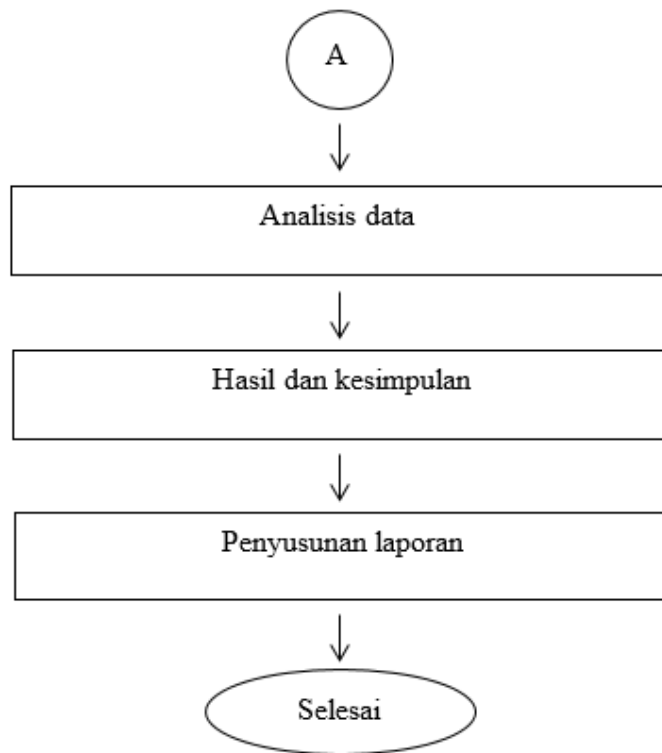 A
Analisis data
Hasil dan kesimpulan
Penyusunan laporan
Selesai